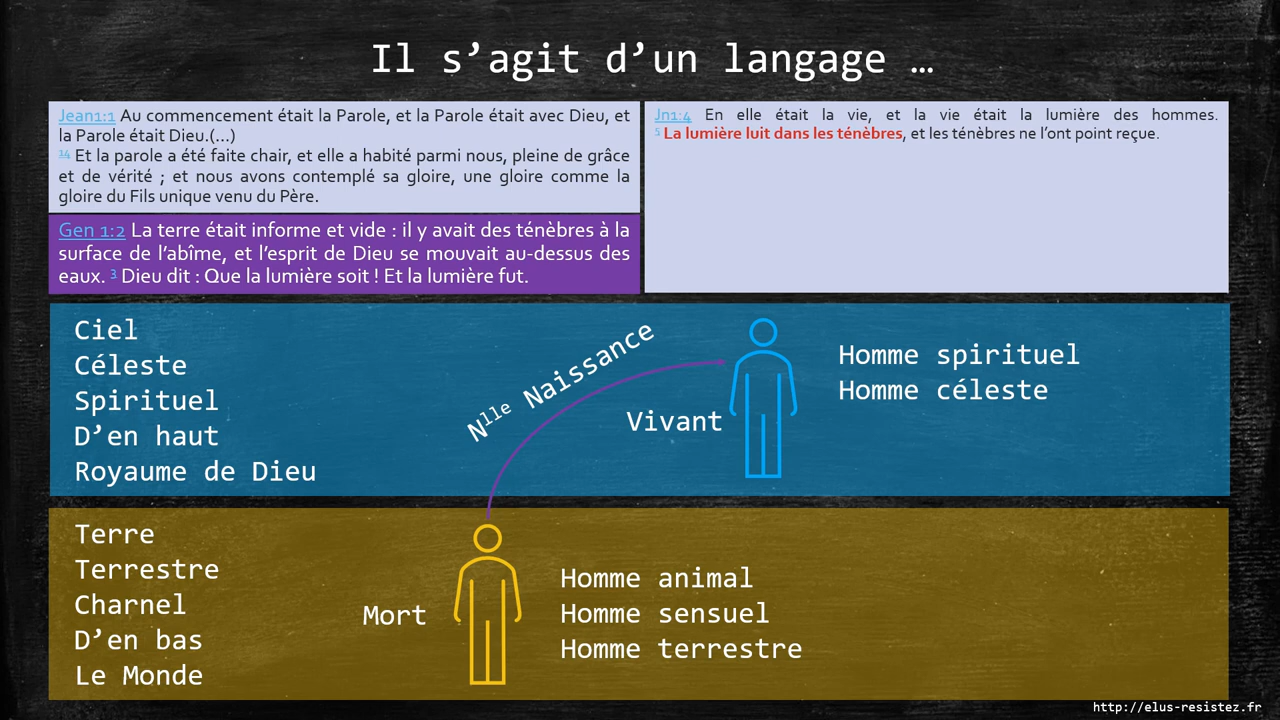 Il s’agit d’un langage …
Jean1:1 Au commencement était la Parole, et la Parole était avec Dieu, et
la Parole était Dieu.(…)
14 Et la parole a été faite chair, et elle a habité parmi nous, pleine de grâce
et de vérité ; et nous avons contemplé sa gloire, une gloire comme la
gloire du Fils unique venu du Père.
Gen 1:2 La terre était informe et vide : il y avait des ténèbres à la
surface de l’abîme, et l’esprit de Dieu se mouvait au-dessus des
eaux. 3 Dieu dit : Que la lumière soit ! Et la lumière fut.
Jn1:4 En elle était la vie, et la vie était la lumière des hommes.
5 La lumière luit dans les ténèbres, et les ténèbres ne l’ont point reçue.
Ciel
Céleste
Spirituel
D’en haut
Royaume de Dieu
Nlle Naissance
Vivant
Homme spirituel
Homme céleste
Terre
Terrestre
Charnel
D’en bas
Le Monde
Mort
Homme animal
Homme sensuel
Homme terrestre
http://elus-resistez.fr